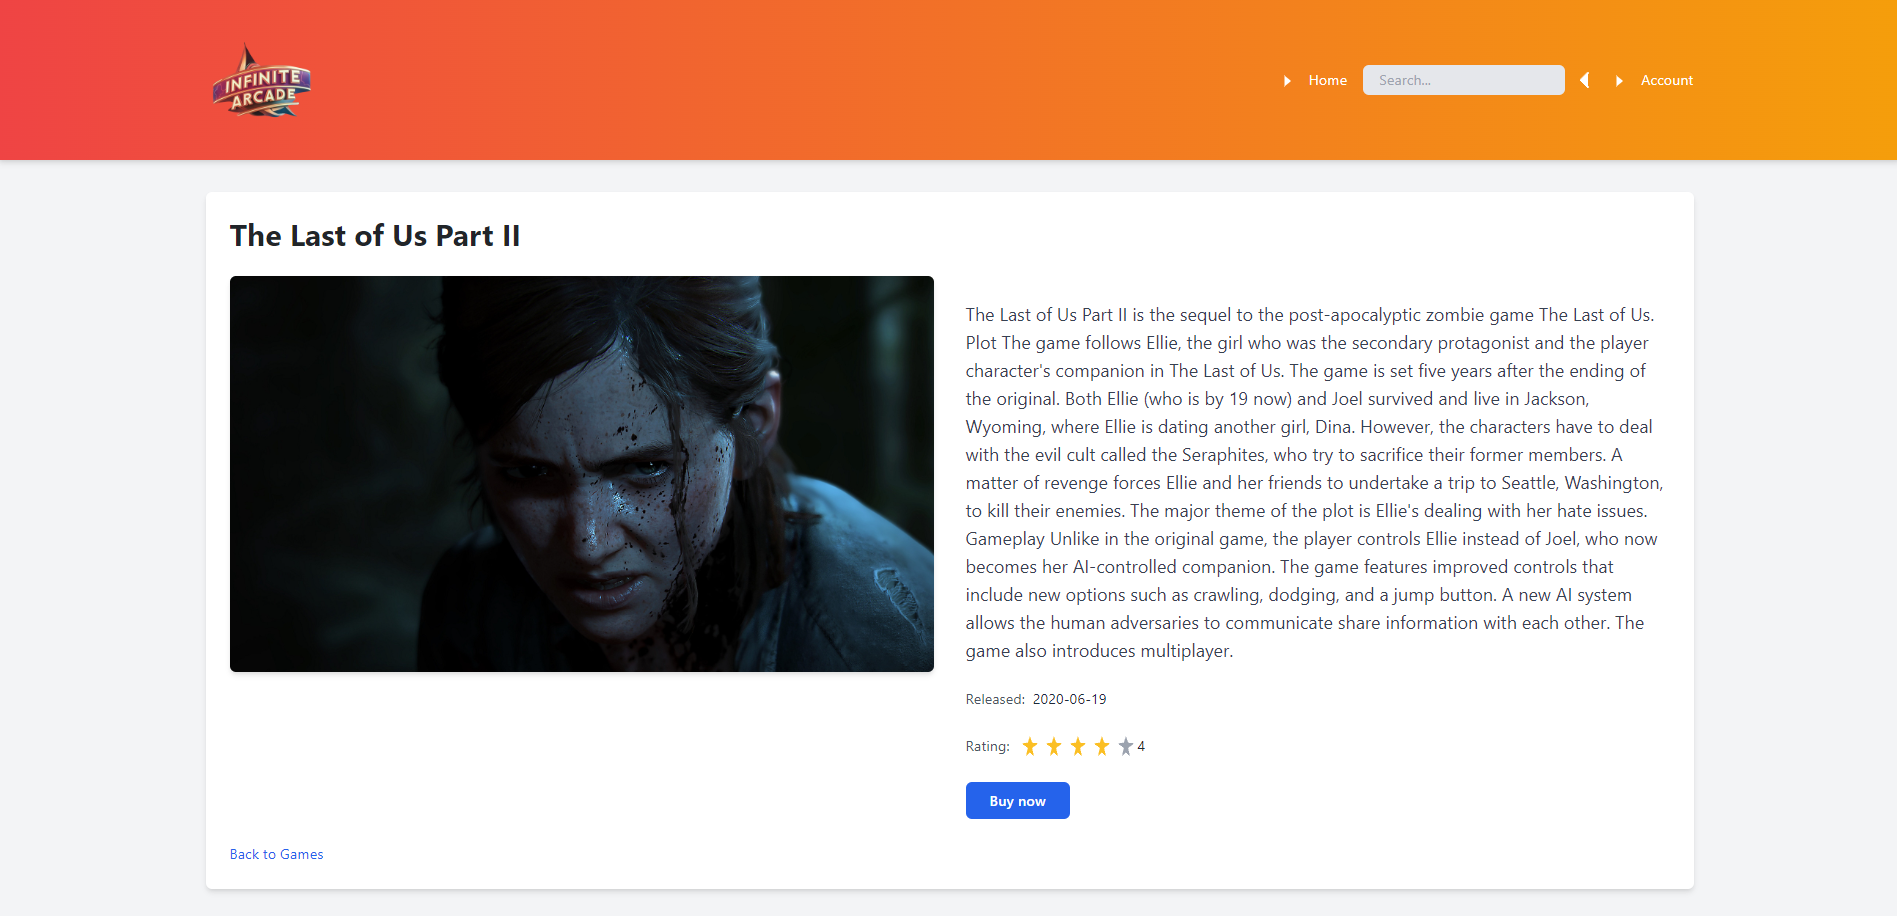 INFINITE
ARCADE
Home
Search...
Account
The Last of Us Part II
The Last of Us Part II is the sequel to the post-apocalyptic zombie game The Last of Us.
Plot The game follows Ellie, the girl who was the secondary protagonist and the player
character's companion in The Last of Us. The game is set five years after the ending of
the original. Both Ellie (who is by 19 now) and Joel survived and live in Jackson,
Wyoming, where Ellie is dating another girl, Dina. However, the characters have to deal
with the evil cult called the Seraphites, who try to sacrifice their former members. A
matter of revenge forces Ellie and her friends to undertake a trip to Seattle, Washington,
to kill their enemies. The major theme of the plot is Ellie's dealing with her hate issues.
Gameplay Unlike in the original game, the player controls Ellie instead of Joel, who now
becomes her AI-controlled companion. The game features improved controls that
include new options such as crawling, dodging, and a jump button. A new AI system
allows the human adversaries to communicate share information with each other. The
game also introduces multiplayer.
Released: 2020-06-19
Rating: 4
Buy now
Back to Games